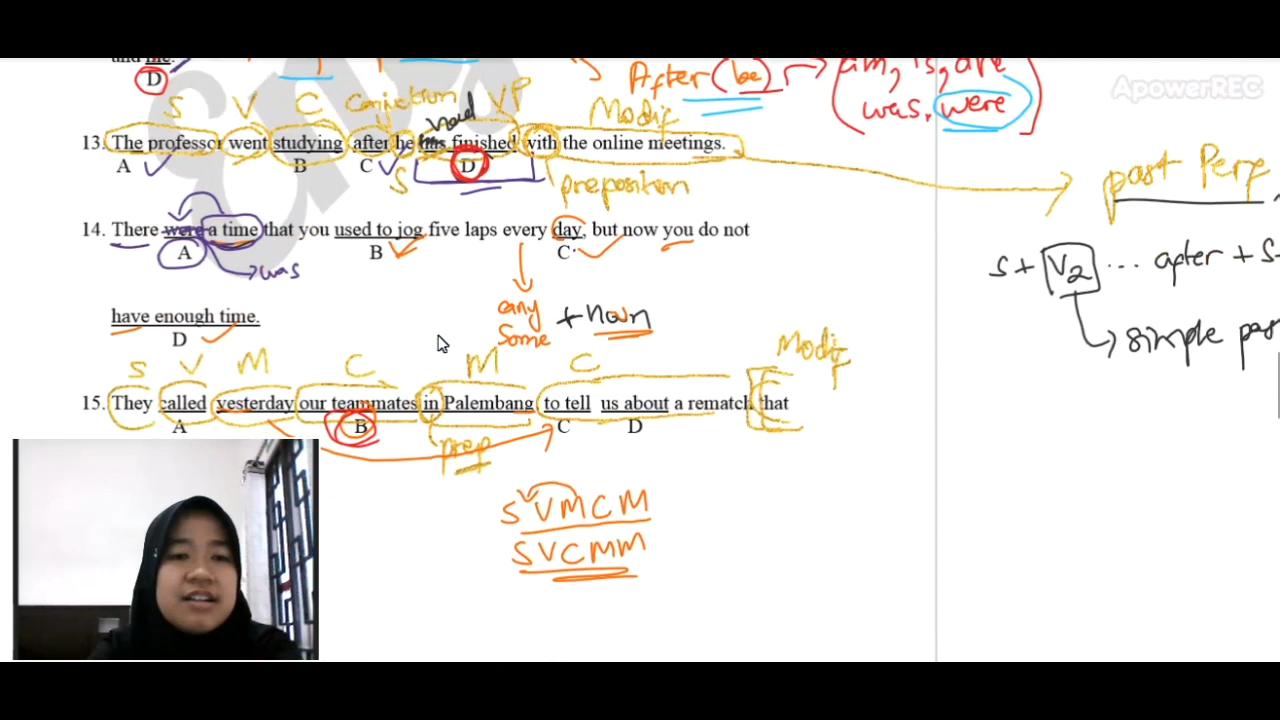 and me.
D
After (be) → am, is, are
was, were
ApowerREC
S V C Conjuction had VP Modif
13. The professor went studying after he has finished with the online meetings.
A B C S D preposition
past Perf
14. There were a time that you used to jog five laps every day, but now you do not
A B C
was
S + V2 ... after + S
any
some + noun
simple pas
have enough time.
D
S V M C M C Modif
15. They called yesterday our teammates in Palembang to tell us about a rematch that
A B C D
prep
S V M C M
S V C M M